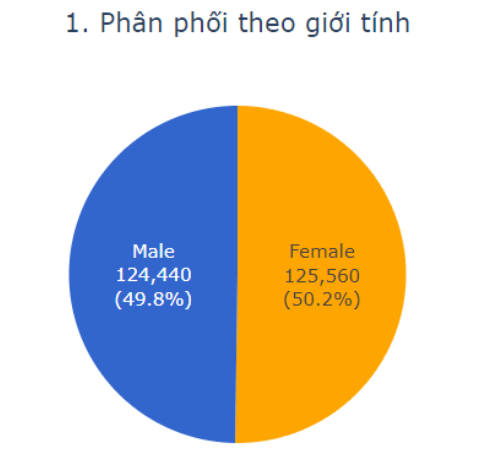 1. Phân phối theo giới tính
Male
124,440
(49.8%)
Female
125,560
(50.2%)